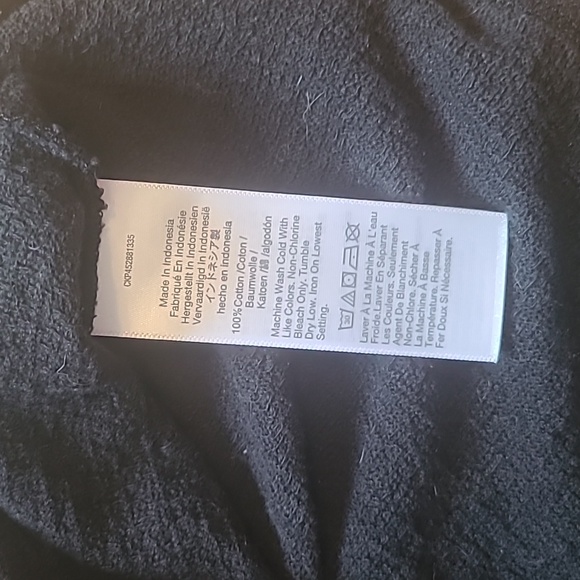 CKP452881335
Made In Indonesia
Fabriqué En Indonésie
Hergestellt In Indonesien
Vervaardigd In Indonesië
インドネシア製
hecho en Indonesia
100% Cotton /Coton /
Baumwolle /
Katoen /綿 /algodón
Machine Wash Cold With
Like Colors. Non-Chlorine
Bleach Only. Tumble
Dry Low. Iron On Lowest
Setting.
Laver À La Machine À L'eau
Froide.Laver En Séparant
Les Couleurs. Seulement
Agent De Blanchiment
Non-Chlore. Sécher À
La Machine À Basse
Température. Repasser À
Fer Doux Si Nécessaire.